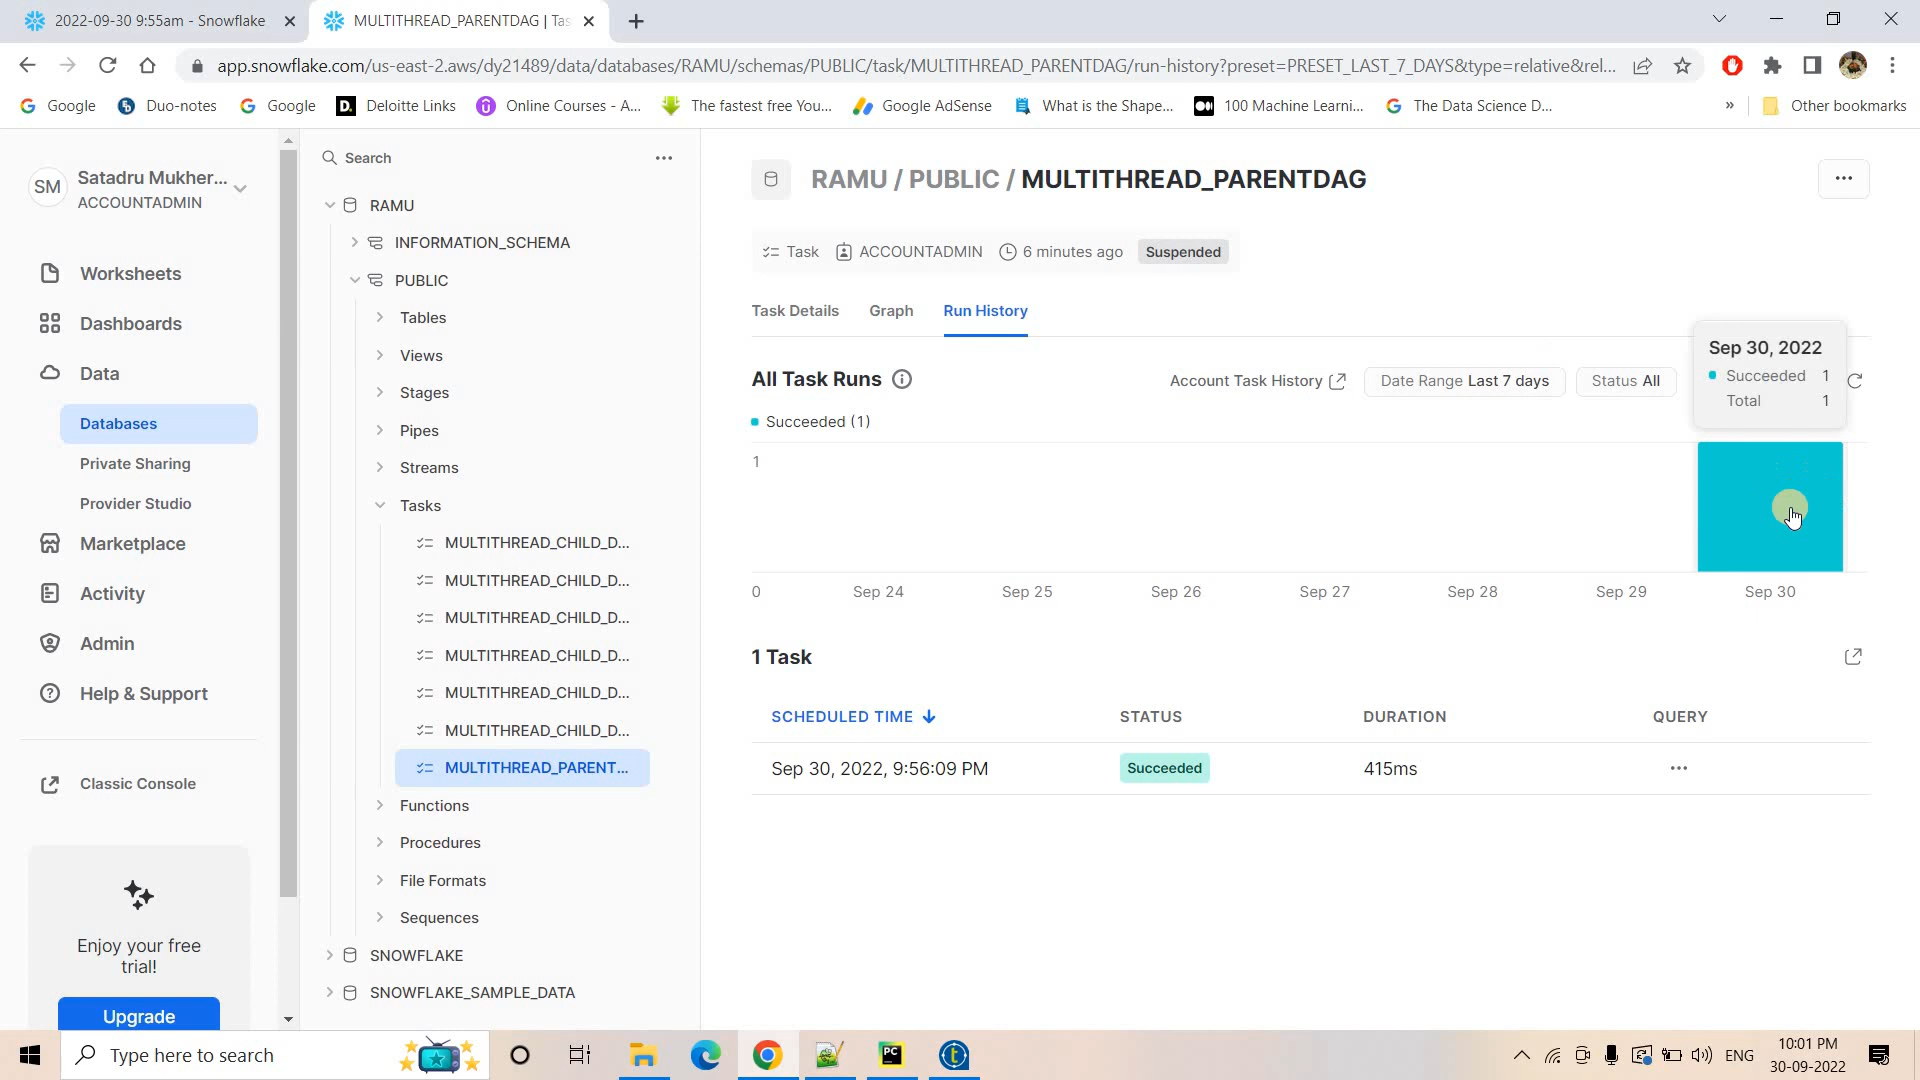 2022-09-30 9:55am - Snowflake
MULTITHREAD_PARENTDAG | Tas
app.snowflake.com/us-east-2.aws/dy21489/data/databases/RAMU/schemas/PUBLIC/task/MULTITHREAD_PARENTDAG/run-history?preset=PRESET_LAST_7_DAYS&type=relative&rel...
Google
Duo-notes
Google
Deloitte Links
Online Courses - A...
The fastest free You...
Google AdSense
What is the Shape...
100 Machine Learni...
The Data Science D...
»
Other bookmarks
SM
Satadru Mukher...
ACCOUNTADMIN
Worksheets
Dashboards
Data
Databases
Private Sharing
Provider Studio
Marketplace
Activity
Admin
Help & Support
Classic Console
Enjoy your free
trial!
Upgrade
Search
RAMU
INFORMATION_SCHEMA
PUBLIC
Tables
Views
Stages
Pipes
Streams
Tasks
MULTITHREAD_CHILD_D...
MULTITHREAD_CHILD_D...
MULTITHREAD_CHILD_D...
MULTITHREAD_CHILD_D...
MULTITHREAD_CHILD_D...
MULTITHREAD_CHILD_D...
MULTITHREAD_PARENT...
Functions
Procedures
File Formats
Sequences
SNOWFLAKE
SNOWFLAKE_SAMPLE_DATA
RAMU / PUBLIC / MULTITHREAD_PARENTDAG
Task
ACCOUNTADMIN
6 minutes ago
Suspended
Task Details
Graph
Run History
All Task Runs
Account Task History
Date Range Last 7 days
Status All
Sep 30, 2022
Succeeded 1
Total 1
Succeeded (1)
1
0
Sep 24
Sep 25
Sep 26
Sep 27
Sep 28
Sep 29
Sep 30
1 Task
SCHEDULED TIME
STATUS
DURATION
QUERY
Sep 30, 2022, 9:56:09 PM
Succeeded
415ms
Type here to search
PC
ENG
10:01 PM
30-09-2022